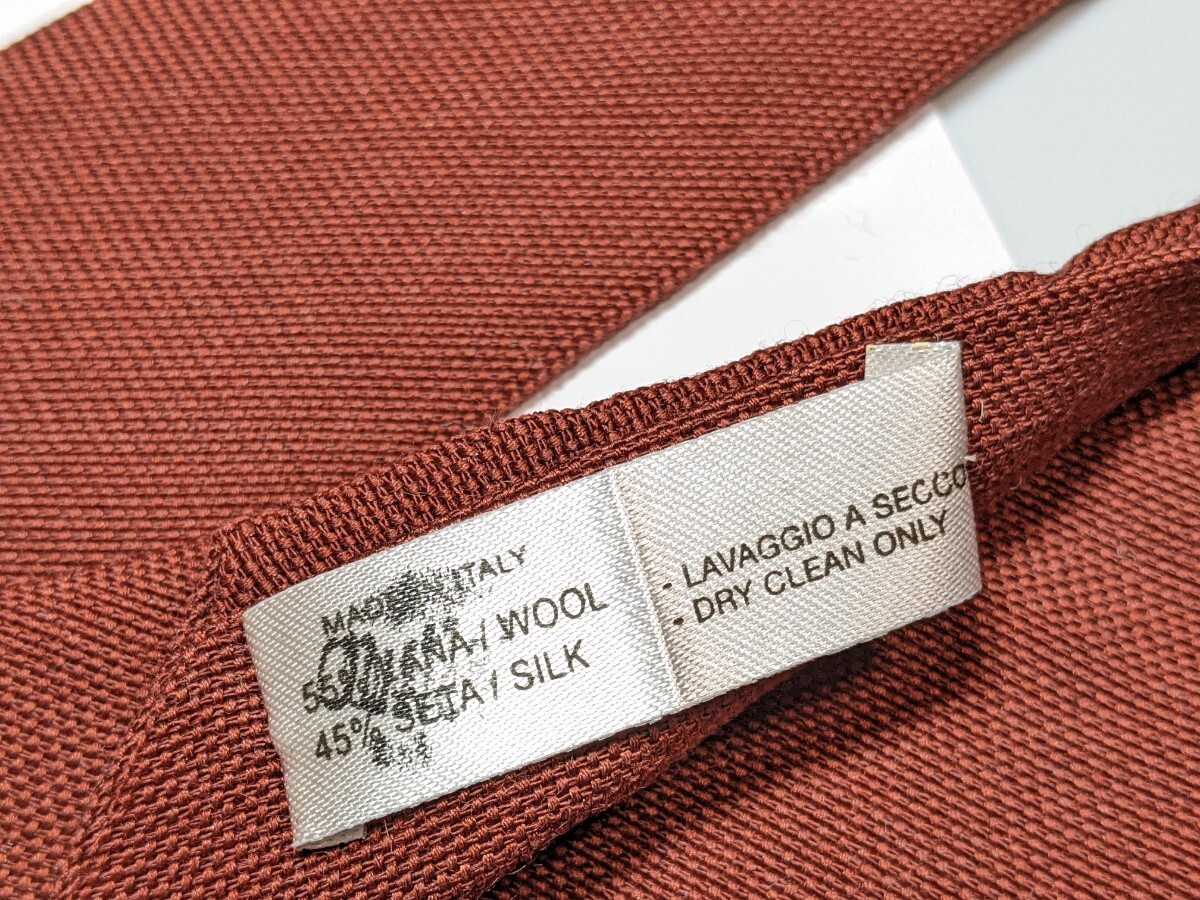 MADE IN ITALY
55% LANA / WOOL
45% SETA / SILK
- LAVAGGIO A SECCO
- DRY CLEAN ONLY